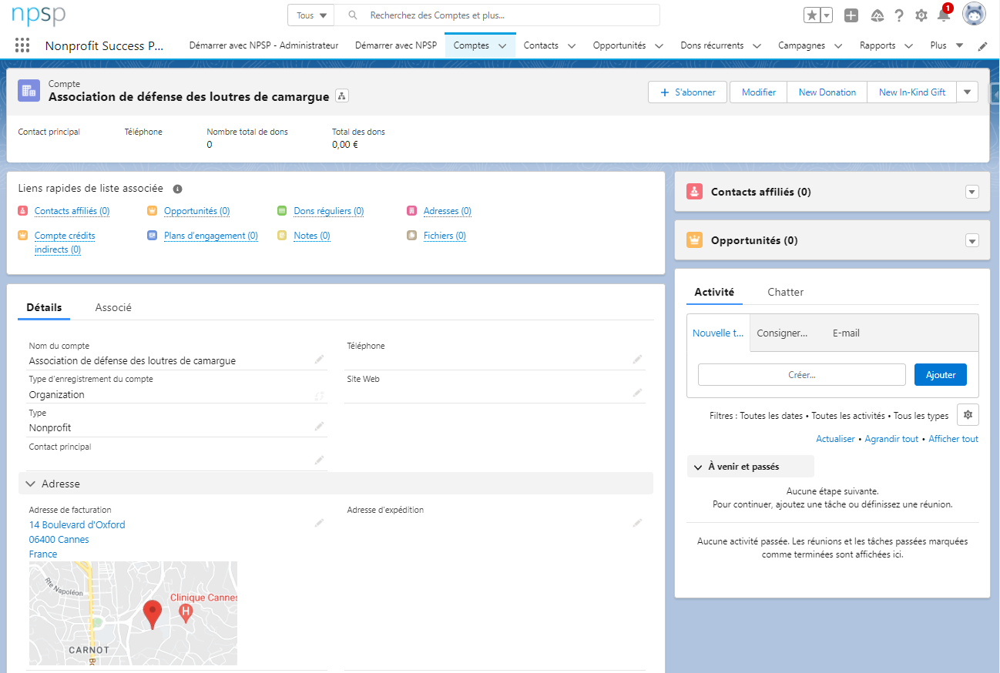 npsp
Tous
Recherchez des Comptes et plus...
1
Nonprofit Success P...
Démarrer avec NPSP - Administrateur
Démarrer avec NPSP
Comptes
Contacts
Opportunités
Dons récurrents
Campagnes
Rapports
Plus
Compte
Association de défense des loutres de camargue
S'abonner
Modifier
New Donation
New In-Kind Gift
Contact principal
Téléphone
Nombre total de dons
Total des dons
0
0,00 €
Liens rapides de liste associée
Contacts affiliés (0)
Opportunités (0)
Dons réguliers (0)
Adresses (0)
Compte crédits
indirects (0)
Plans d'engagement (0)
Notes (0)
Fichiers (0)
Détails
Associé
Nom du compte
Association de défense des loutres de camargue
Téléphone
Type d'enregistrement du compte
Organization
Site Web
Type
Nonprofit
Contact principal
Adresse
Adresse de facturation
14 Boulevard d'Oxford
06400 Cannes
France
Adresse d'expédition
Rte Napoléon
Clinique Cannes
H
CARNOT
Contacts affiliés (0)
Opportunités (0)
Activité
Chatter
Nouvelle t...
Consigner...
E-mail
Créer...
Ajouter
Filtres : Toutes les dates • Toutes les activités • Tous les types
Actualiser • Agrandir tout • Afficher tout
À venir et passés
Aucune étape suivante.
Pour continuer, ajoutez une tâche ou définissez une réunion.
Aucune activité passée. Les réunions et les tâches passées marquées
comme terminées sont affichées ici.